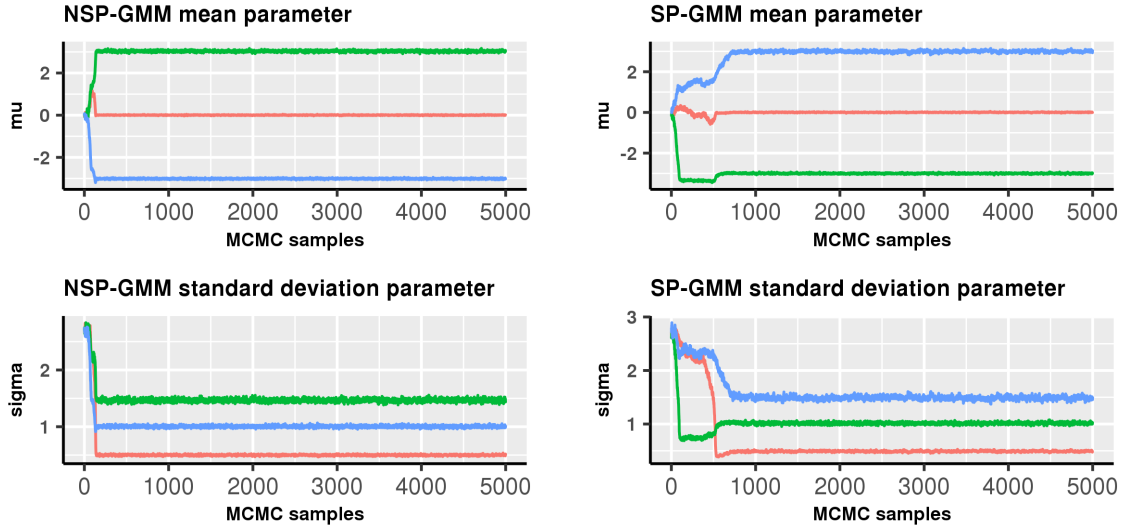 NSP-GMM mean parameter
mu
2
0
-2
0 1000 2000 3000 4000 5000
MCMC samples
SP-GMM mean parameter
mu
2
0
-2
0 1000 2000 3000 4000 5000
MCMC samples
NSP-GMM standard deviation parameter
sigma
2
1
0 1000 2000 3000 4000 5000
MCMC samples
SP-GMM standard deviation parameter
sigma
3
2
1
0 1000 2000 3000 4000 5000
MCMC samples